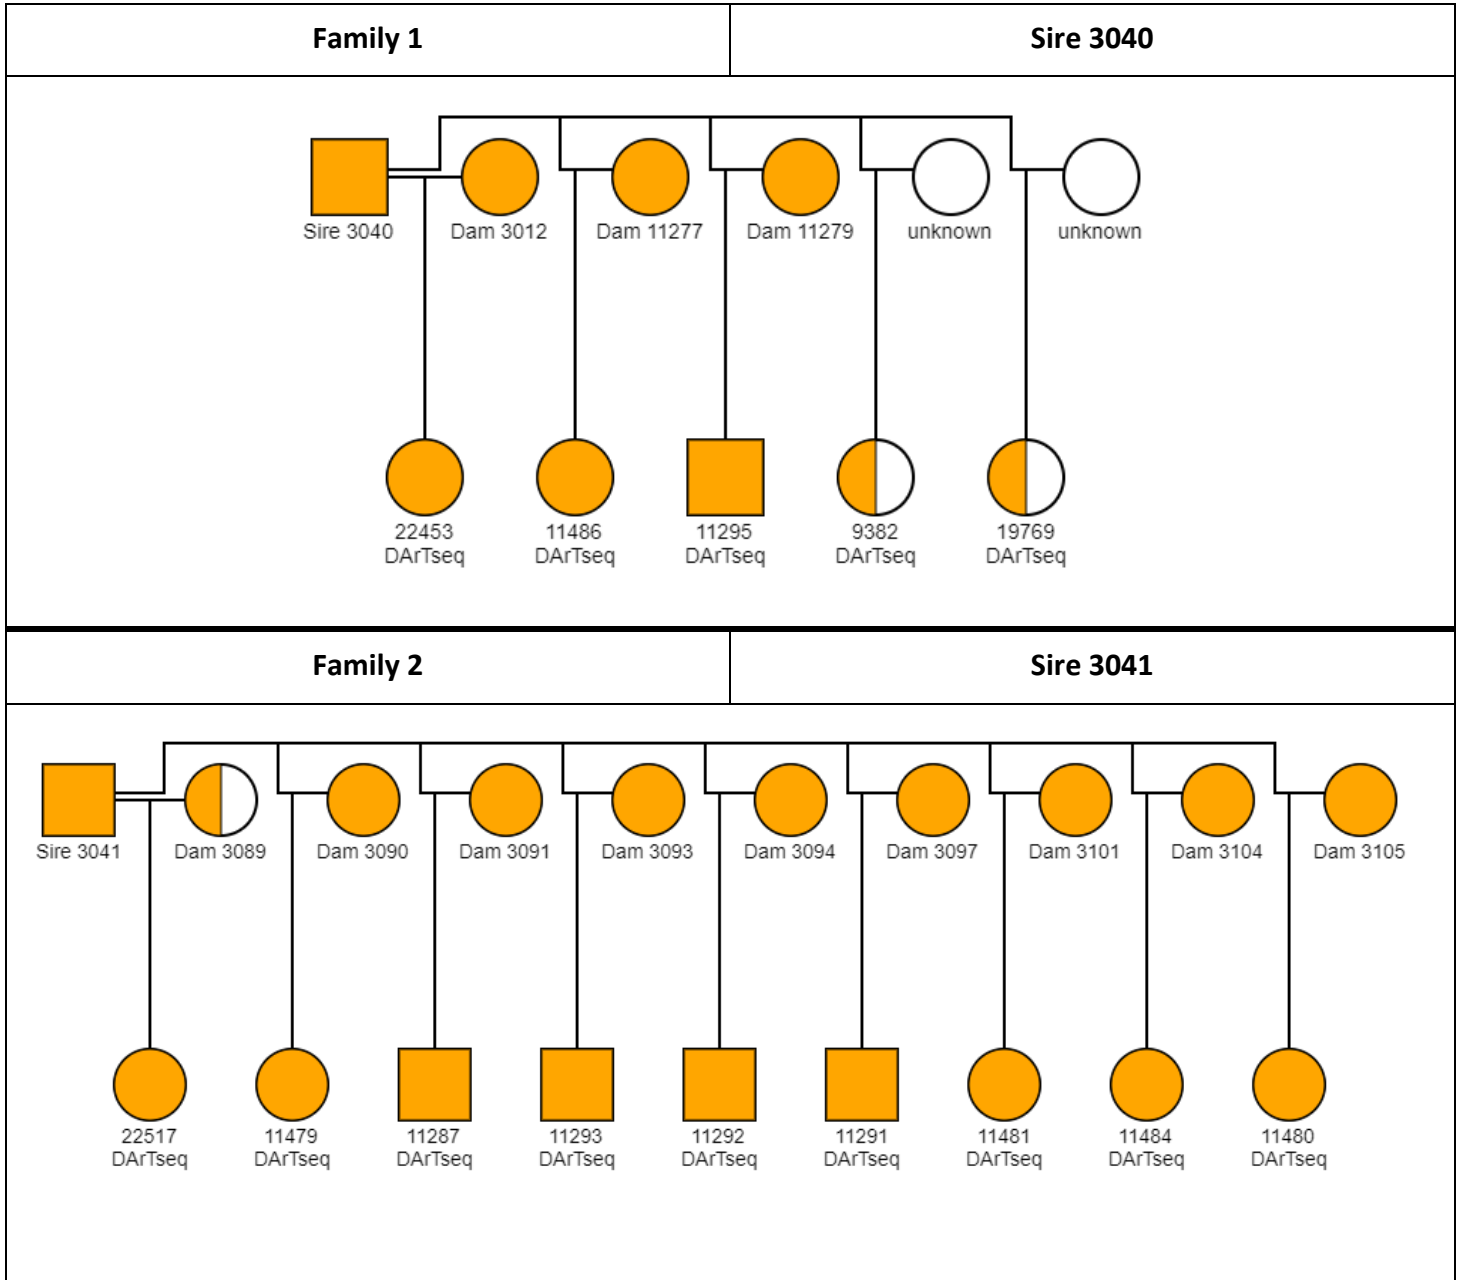 Family 1
Sire 3040
Sire 3040
Dam 3012
Dam 11277
Dam 11279
unknown
unknown
22453
DArTseq
11486
DArTseq
11295
DArTseq
9382
DArTseq
19769
DArTseq
Family 2
Sire 3041
Sire 3041
Dam 3089
Dam 3090
Dam 3091
Dam 3093
Dam 3094
Dam 3097
Dam 3101
Dam 3104
Dam 3105
22517
DArTseq
11479
DArTseq
11287
DArTseq
11293
DArTseq
11292
DArTseq
11291
DArTseq
11481
DArTseq
11484
DArTseq
11480
DArTseq